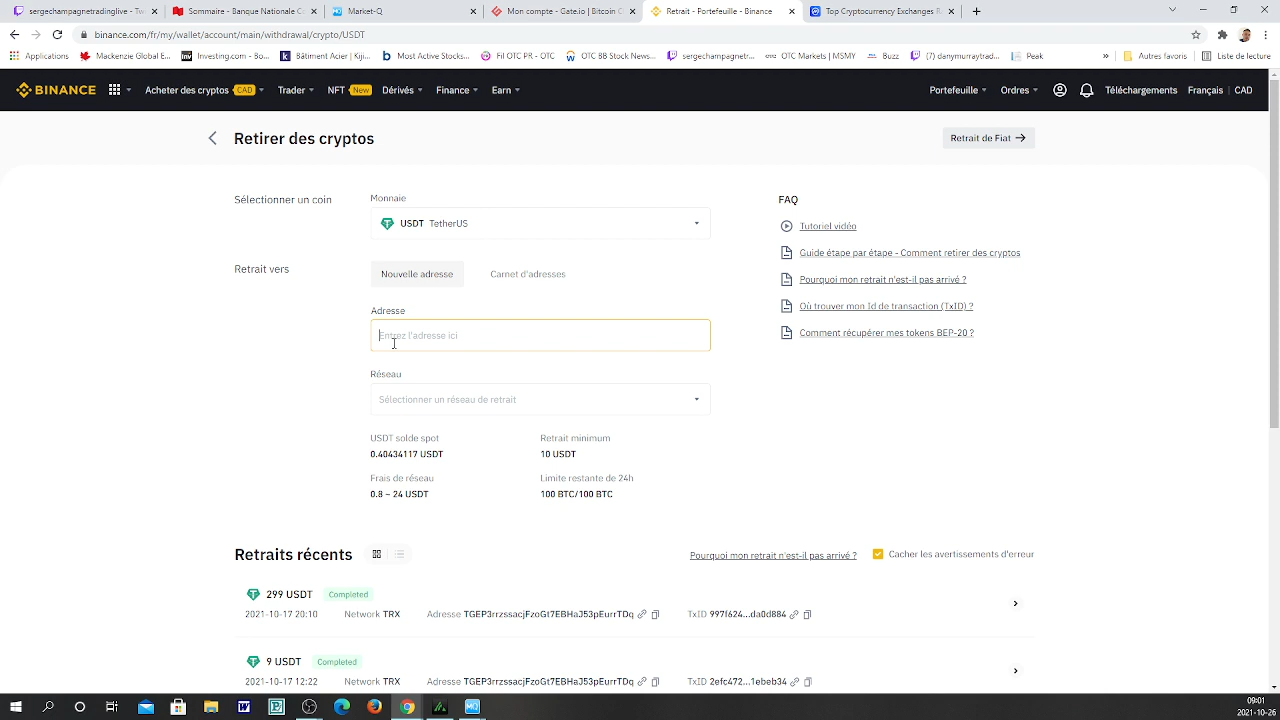 sergechampagnetrading - Tw
Sommaire - Banque Nationale C
Market-Q
Mon compte - Gate.io | Bitcoin C
Retrait - Portefeuille - Binance
Top Cryptocurrency Exchanges R
binance.com/fr/my/wallet/account/main/withdrawal/crypto/USDT
Applications Mackenzie Global E... Investing.com - Bo... Bâtiment Acier | Kiji... Most Active Stocks... Fil OTC PR - OTC OTC BB Stock News... sergechampagnetr... OTC Markets | MSMY Buzz (7) danymurraytrad... Peak » Autres favoris Liste de lecture
BINANCE Acheter des cryptos CAD Trader NFT New Dérivés Finance Earn Portefeuille Ordres Téléchargements Français | CAD
Retirer des cryptos
Retrait de Fiat →
Sélectionner un coin
Monnaie
USDT TetherUS
Retrait vers
Nouvelle adresse
Carnet d'adresses
Adresse
Entrez l'adresse ici
Réseau
Sélectionner un réseau de retrait
USDT solde spot
0.40434117 USDT
Retrait minimum
10 USDT
Frais de réseau
0.8 ~ 24 USDT
Limite restante de 24h
100 BTC/100 BTC
FAQ
Tutoriel vidéo
Guide étape par étape - Comment retirer des cryptos
Pourquoi mon retrait n'est-il pas arrivé ?
Où trouver mon Id de transaction (TxID) ?
Comment récupérer mes tokens BEP-20 ?
Retraits récents
Pourquoi mon retrait n'est-il pas arrivé ?
Cacher les avertissements d'erreur
299 USDT Completed
2021-10-17 20:10 Network TRX Adresse TGEP3rrzssacjFzoGt7EBHaJ53pEurrTDq TxID 997f624...da0d884
9 USDT Completed
2021-10-17 12:22 Network TRX Adresse TGEP3rrzssacjFzoGt7EBHaJ53pEurrTDq TxID 2efc472...1ebeb34
09:01
2021-10-26